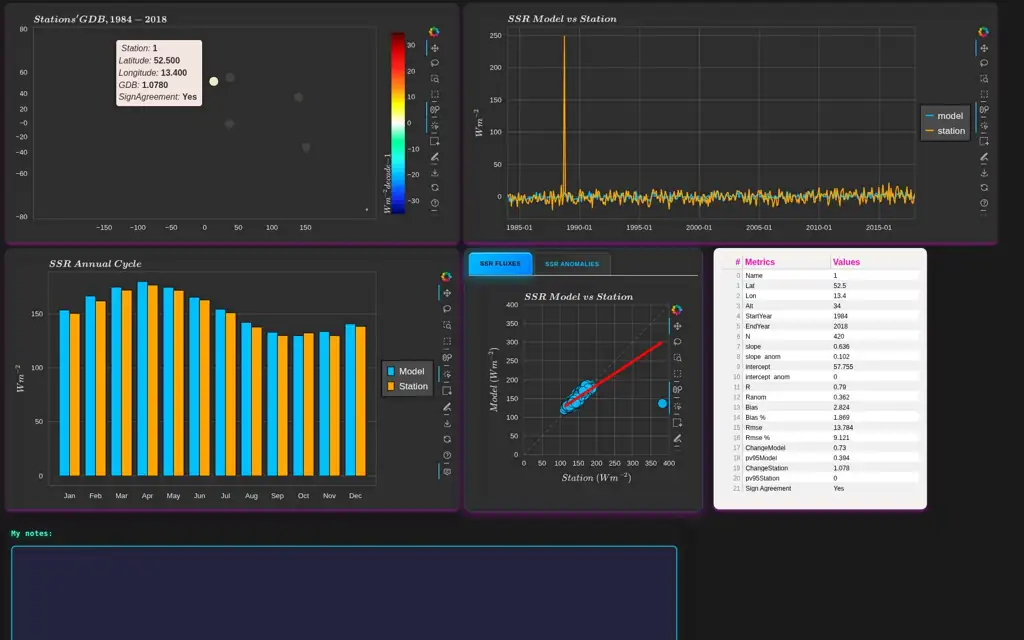 Stations'GDB, 1984 − 2018
80
60
40
20
−0
−20
−40
−60
−80
−150
−100
−50
0
50
100
150
Station: 1
Latitude: 52.500
Longitude: 13.400
GDB: 1.0780
SignAgreement: Yes
30
20
10
0
−10
−20
−30
Wm⁻²decade−1
SSR Model vs Station
250
200
150
100
50
0
Wm⁻²
1985-01
1990-01
1995-01
2000-01
2005-01
2010-01
2015-01
model
station
SSR Annual Cycle
150
100
50
0
Wm⁻²
Jan Feb Mar Apr May Jun Jul Aug Sep Oct Nov Dec
Model
Station
SSR FLUXES
SSR ANOMALIES
SSR Model vs Station
400
350
300
250
200
150
100
50
0
Model (Wm⁻²)
0 50 100 150 200 250 300 350 400
Station (Wm⁻²)
# Metrics Values
0 Name 1
1 Lat 52.5
2 Lon 13.4
3 Alt 34
4 StartYear 1984
5 EndYear 2018
6 N 420
7 slope 0.636
8 slope_anom 0.102
9 intercept 57.755
10 intercept_anom 0
11 R 0.79
12 Ranom 0.362
13 Bias 2.824
14 Bias % 1.869
15 Rmse 13.784
16 Rmse % 9.121
17 ChangeModel 0.73
18 pv95Model 0.394
19 ChangeStation 1.078
20 pv95Station 0
21 Sign Agreement Yes
My notes: